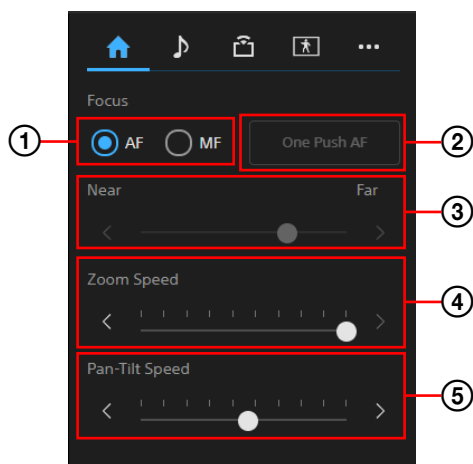 Focus
① AF MF One Push AF ②
Near Far ③
Zoom Speed ④
Pan-Tilt Speed ⑤